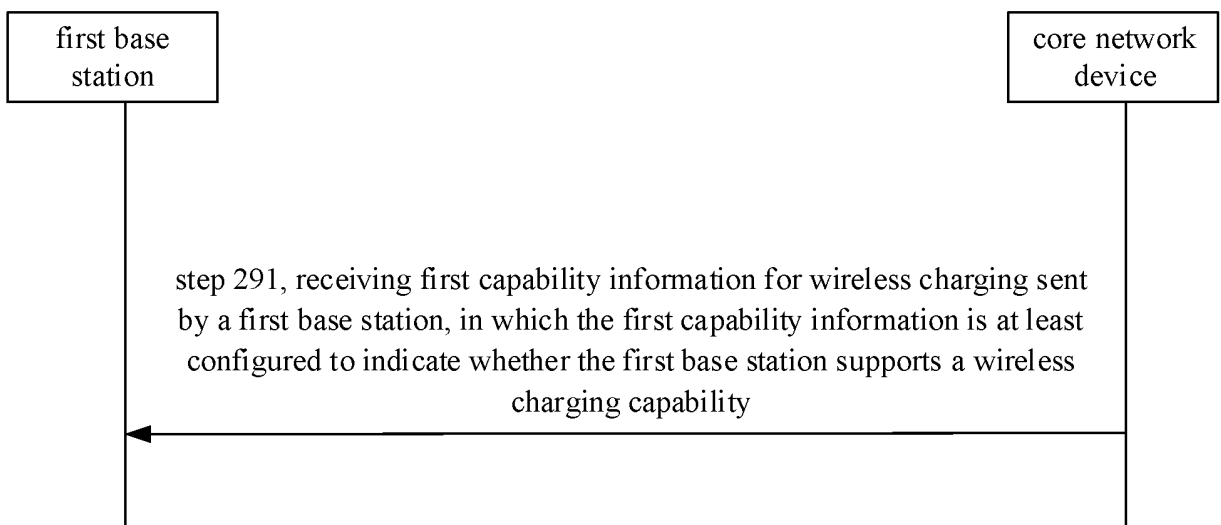 first base
station
core network
device
step 291, receiving first capability information for wireless charging sent
by a first base station, in which the first capability information is at least
configured to indicate whether the first base station supports a wireless
charging capability